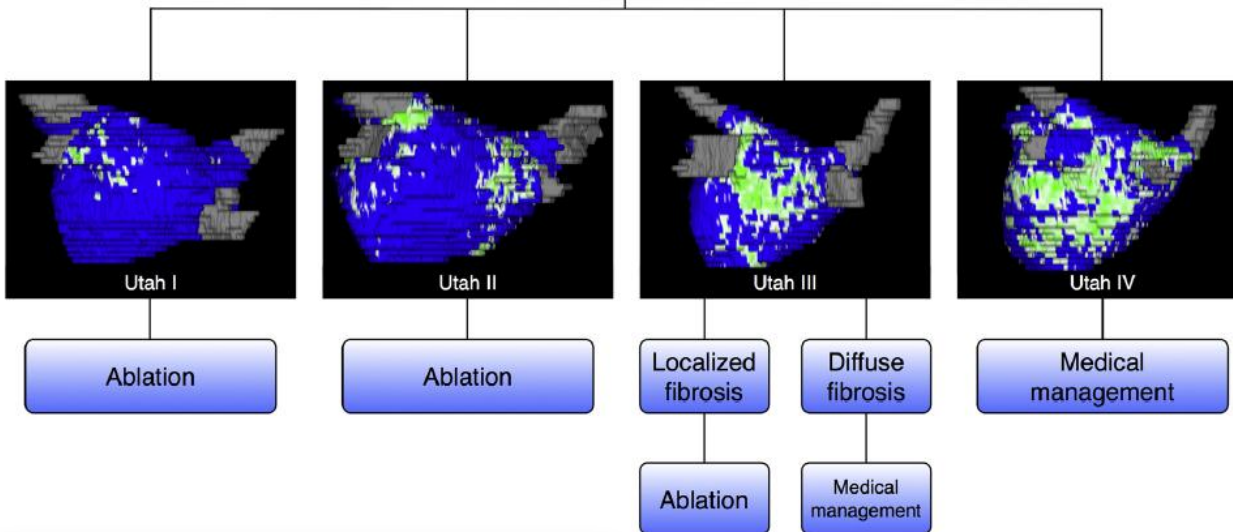 Utah I
Utah II
Utah III
Utah IV
Ablation
Ablation
Localized
fibrosis
Diffuse
fibrosis
Medical
management
Ablation
Medical
management